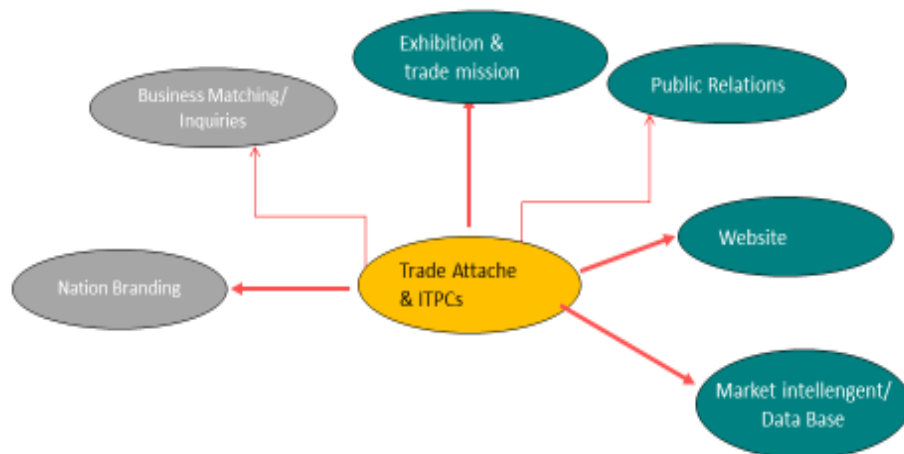 Exhibition &
trade mission
Business Matching/
Inquiries
Public Relations
Website
Trade Attache
& ITPCs
Nation Branding
Market intellengent/
Data Base